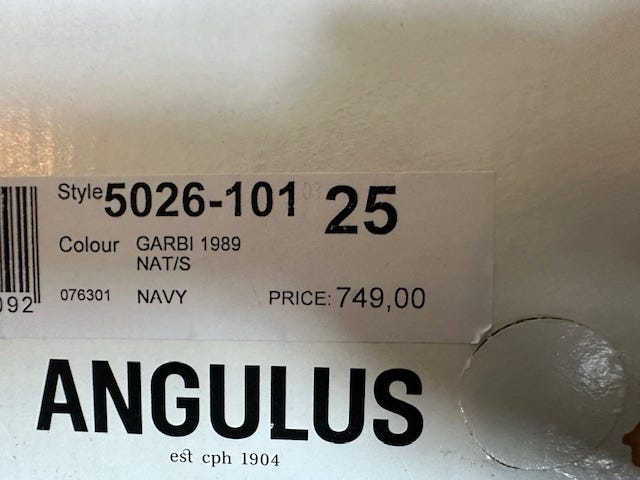 Style 5026-101 25
Colour GARBI 1989
NAT/S
076301 NAVY PRICE: 749,00
092
ANGULUS
est cph 1904